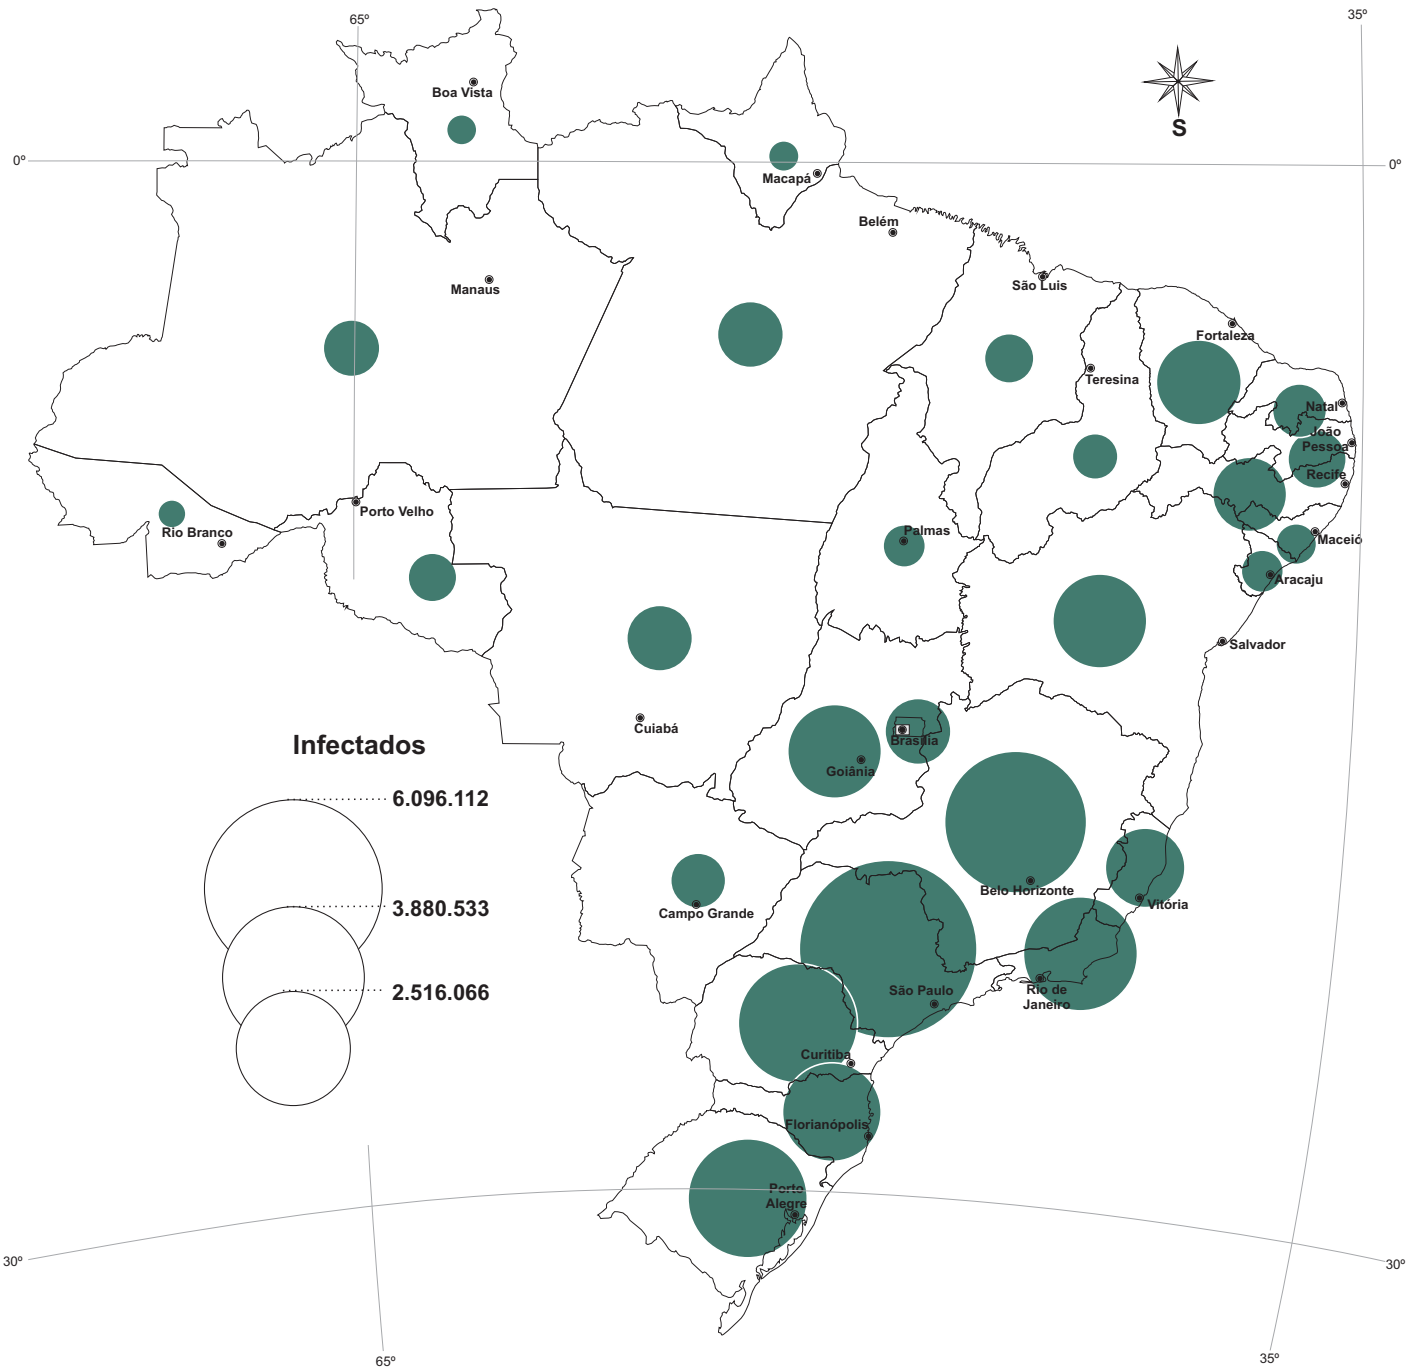 65º
35º
Boa Vista
S
0º
0º
Macapá
Belém
Manaus
São Luis
Fortaleza
Teresina
Natal
João
Pessoa
Recife
Porto Velho
Rio Branco
Palmas
Maceió
Aracaju
Salvador
Cuiabá
Infectados
Brasília
Goiânia
6.096.112
Belo Horizonte
Vitória
3.880.533
Campo Grande
2.516.066
São Paulo
Rio de
Janeiro
Curitiba
Florianópolis
Porto
Alegre
30º
30º
65º
35º